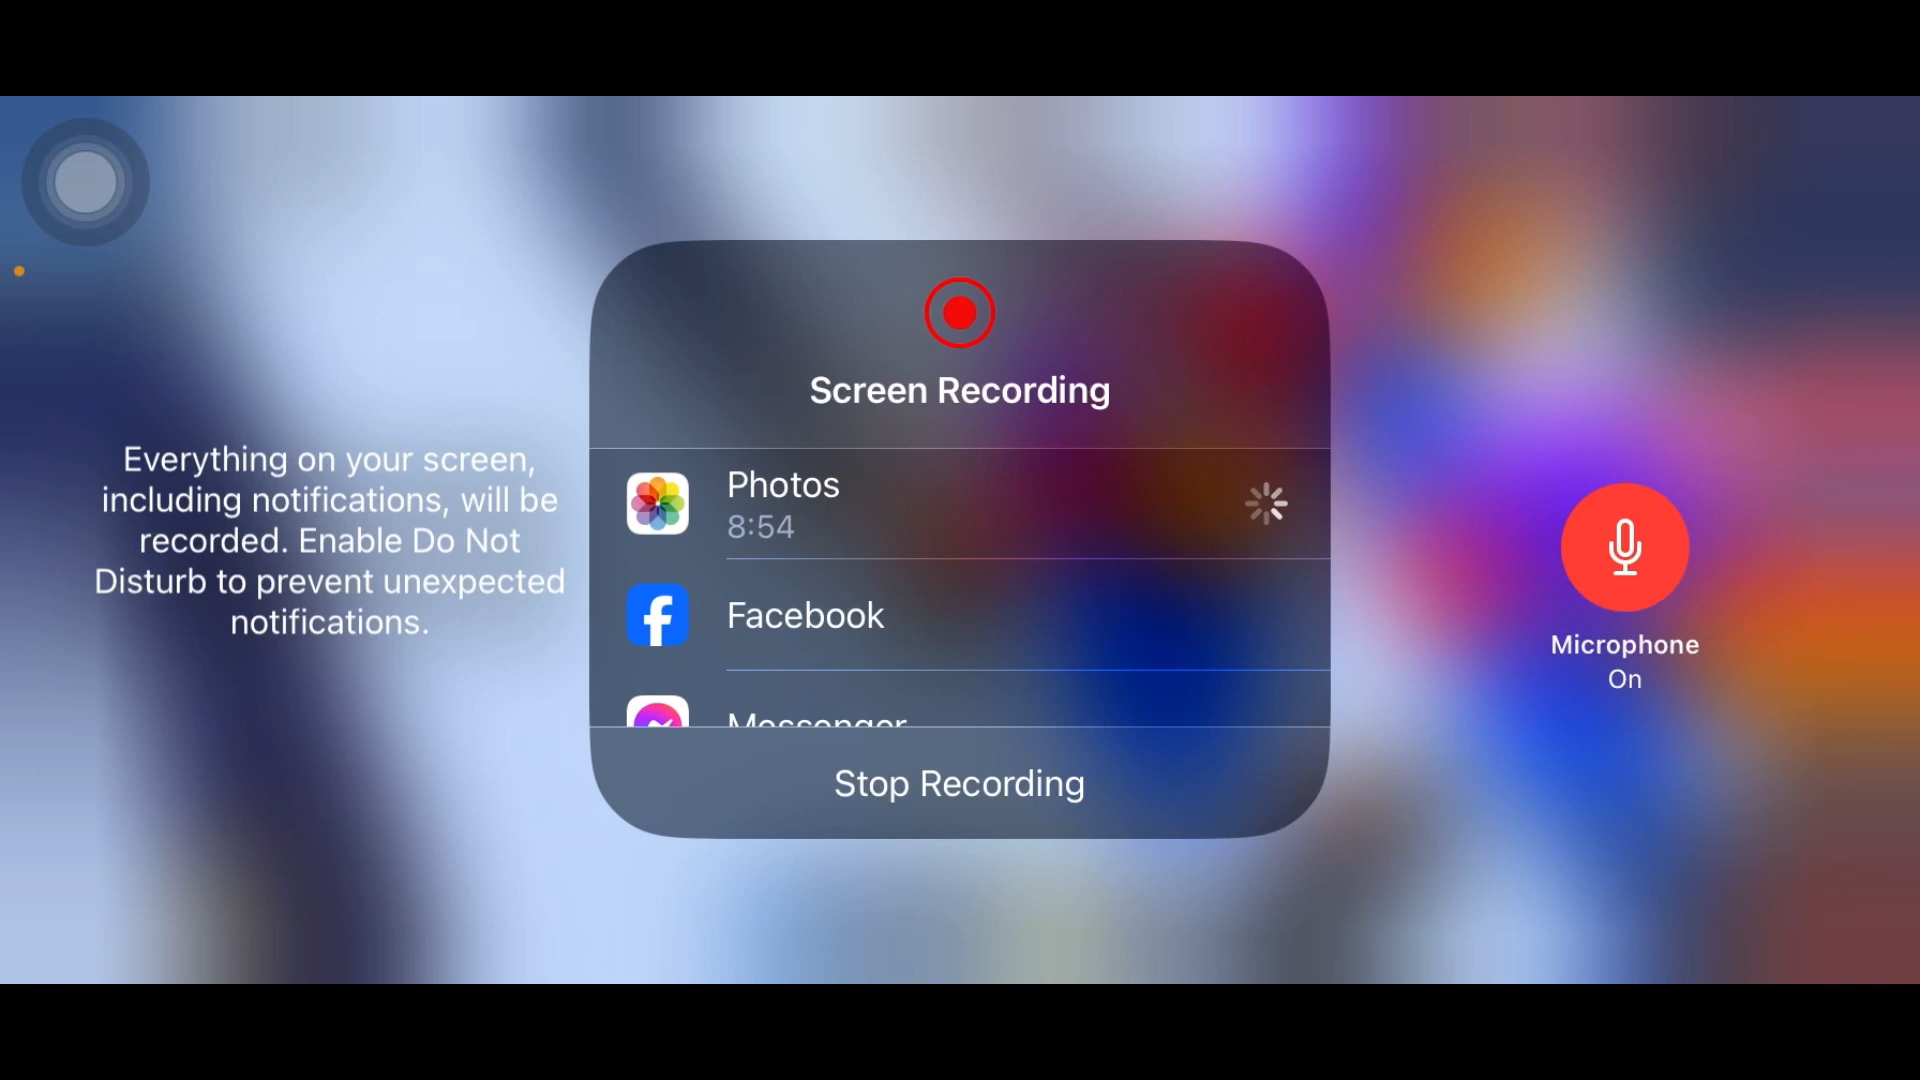 Everything on your screen,
including notifications, will be
recorded. Enable Do Not
Disturb to prevent unexpected
notifications.
Screen Recording
Photos
8:54
Facebook
Messenger
Stop Recording
Microphone
On